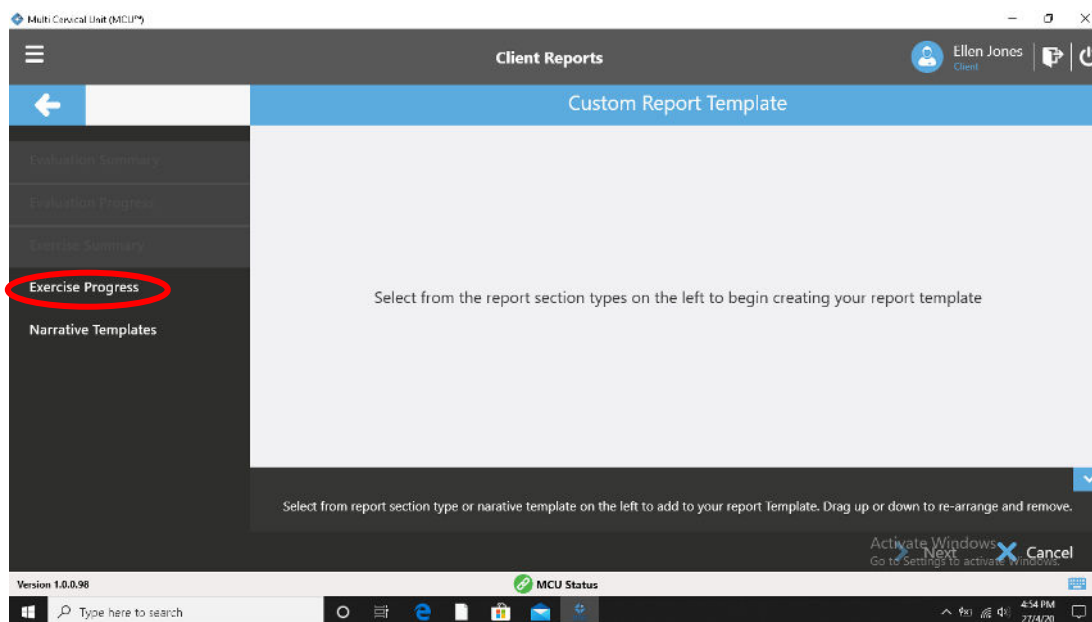 Multi Cervical Unit (MCU™)
Client Reports
Ellen Jones
Client
Custom Report Template
Evaluation Summary
Evaluation Progress
Exercise Summary
Exercise Progress
Narrative Templates
Select from the report section types on the left to begin creating your report template
Select from report section type or narative template on the left to add to your report Template. Drag up or down to re-arrange and remove.
Activate Windows
Go to Settings to activate Windows.
Next
Cancel
Version 1.0.0.98
MCU Status
Type here to search
4:54 PM
27/4/20